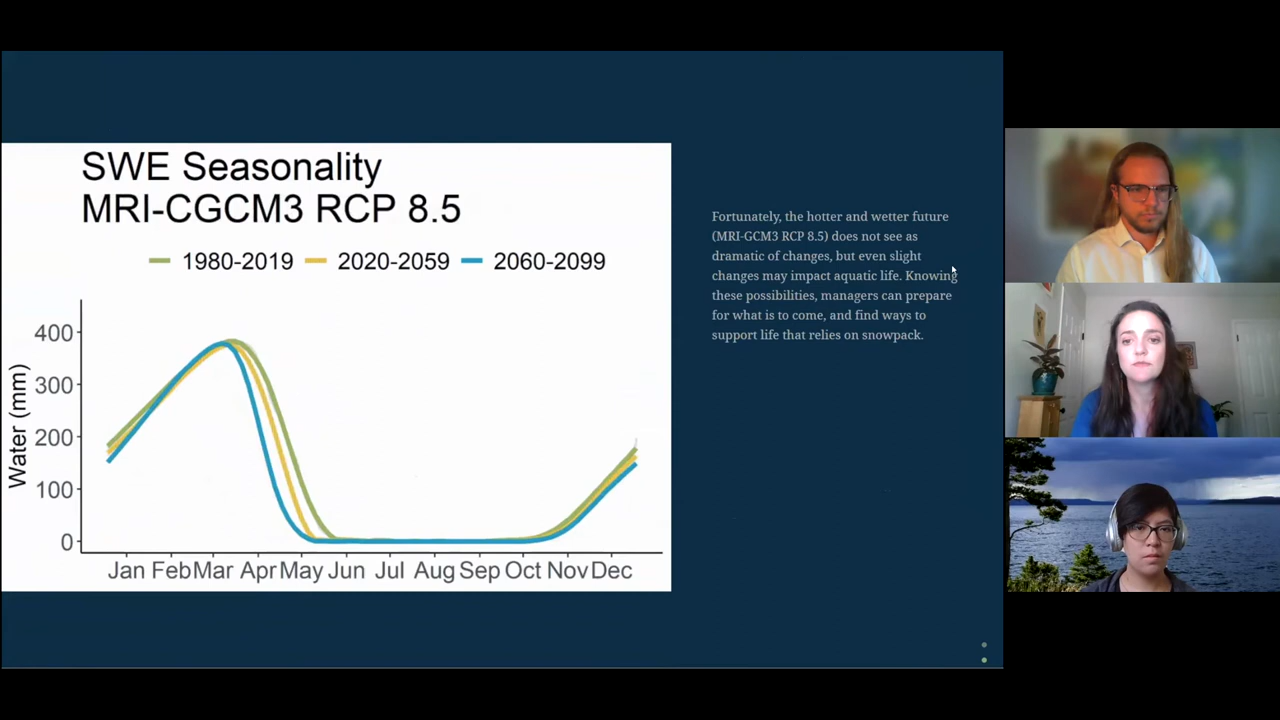 SWE Seasonality
MRI-CGCM3 RCP 8.5
1980-2019 2020-2059 2060-2099
400
300
200
100
0
Water (mm)
Jan Feb Mar Apr May Jun Jul Aug Sep Oct Nov Dec
Fortunately, the hotter and wetter future
(MRI-GCM3 RCP 8.5) does not see as
dramatic of changes, but even slight
changes may impact aquatic life. Knowing
these possibilities, managers can prepare
for what is to come, and find ways to
support life that relies on snowpack.